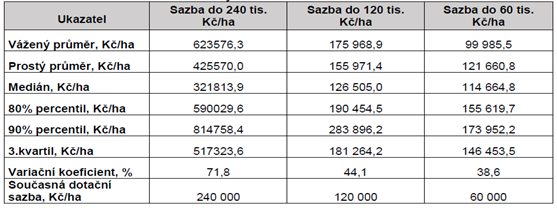 Ukazatel Sazba do 240 tis. Kč/ha Sazba do 120 tis. Kč/ha Sazba do 60 tis. Kč/ha
Vážený průměr, Kč/ha 623576,3 175 968,9 99 985,5
Prostý průměr, Kč/ha 425570,0 155 971,4 121 660,8
Medián, Kč/ha 321813,9 126 505,0 114 664,8
80% percentil, Kč/ha 590029,6 190 454,5 155 619,7
90% percentil, Kč/ha 814758,4 283 896,2 173 952,2
3.kvartil, Kč/ha 517323,6 181 264,2 146 453,5
Variační koeficient, % 71,8 44,1 38,6
Současná dotační sazba, Kč/ha 240 000 120 000 60 000